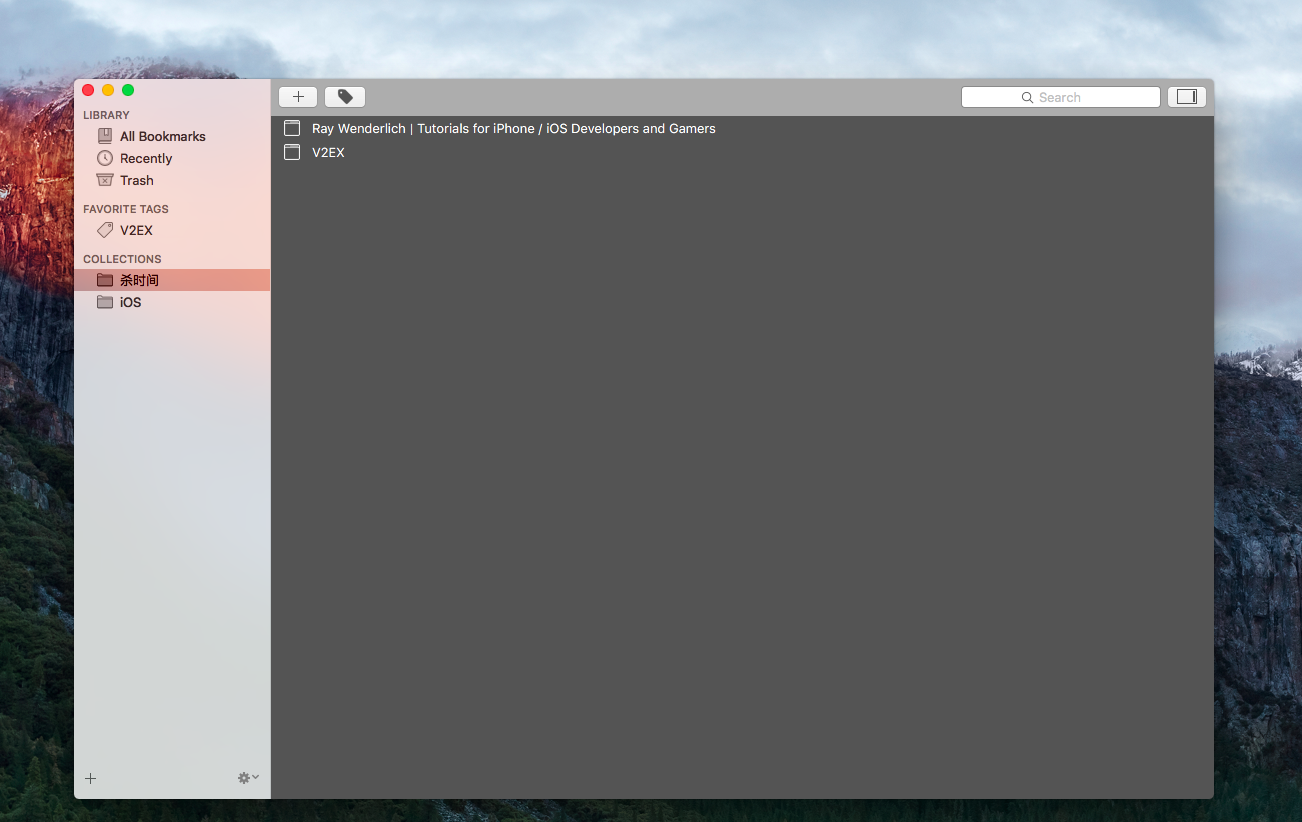 LIBRARY
All Bookmarks
Recently
Trash
FAVORITE TAGS
V2EX
COLLECTIONS
杀时间
iOS
Search
Ray Wenderlich | Tutorials for iPhone / iOS Developers and Gamers
V2EX